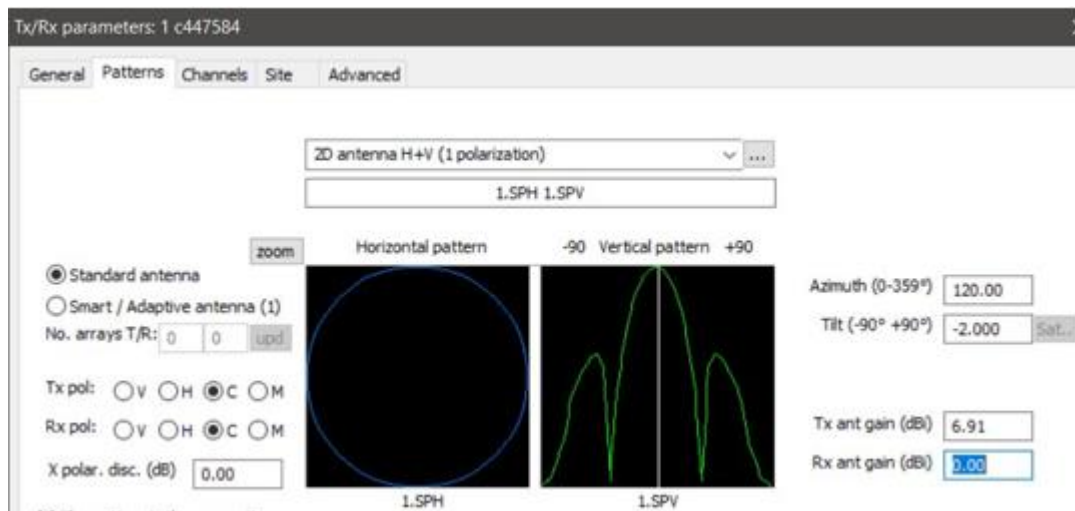 Tx/Rx parameters: 1 c447584
General Patterns Channels Site Advanced
2D antenna H+V (1 polarization) ...
1.SPH 1.SPV
zoom Horizontal pattern -90 Vertical pattern +90
Standard antenna
Smart / Adaptive antenna (1)
No. arrays T/R: 0 0 upd
Azimuth (0-359°) 120.00
Tilt (-90° +90°) -2.000 Sat..
Tx pol: V H C M
Rx pol: V H C M
X polar. disc. (dB) 0.00
Tx ant gain (dBi) 6.91
Rx ant gain (dBi) 0.00
1.SPH 1.SPV